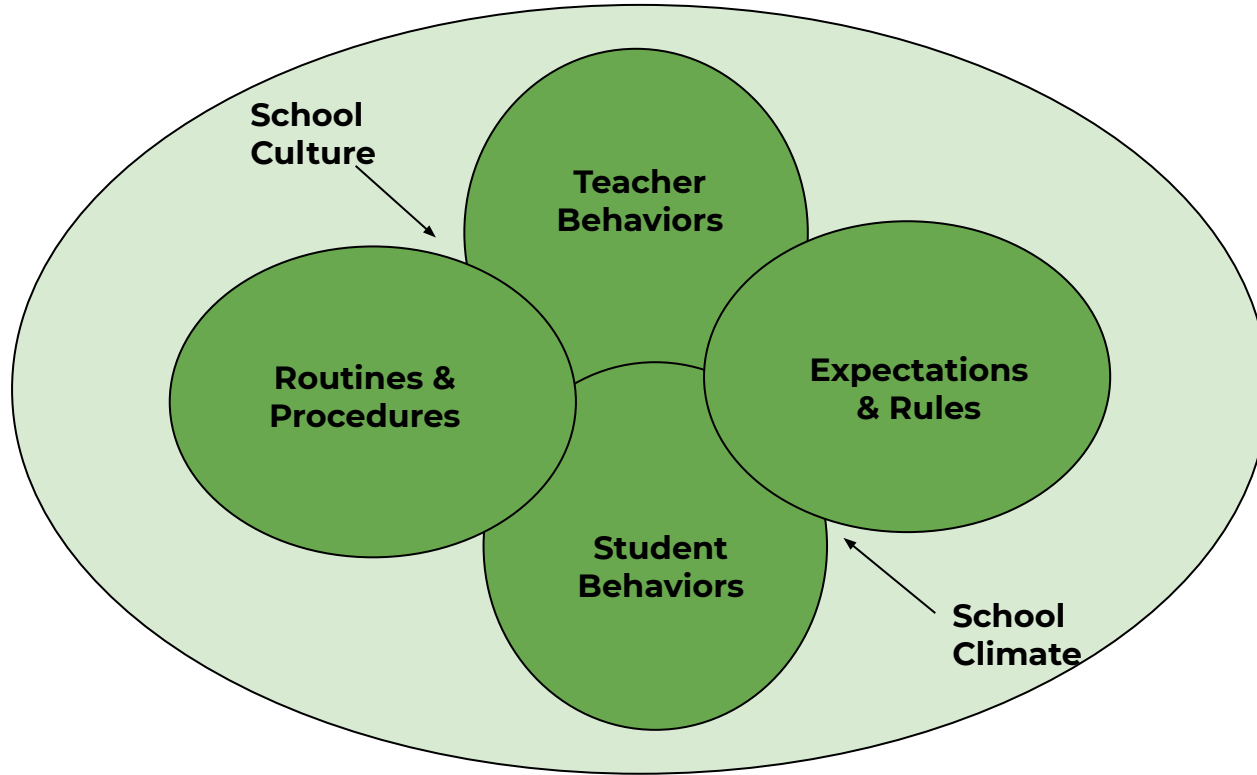 School
Culture
Teacher
Behaviors
Routines &
Procedures
Expectations
& Rules
Student
Behaviors
School
Climate